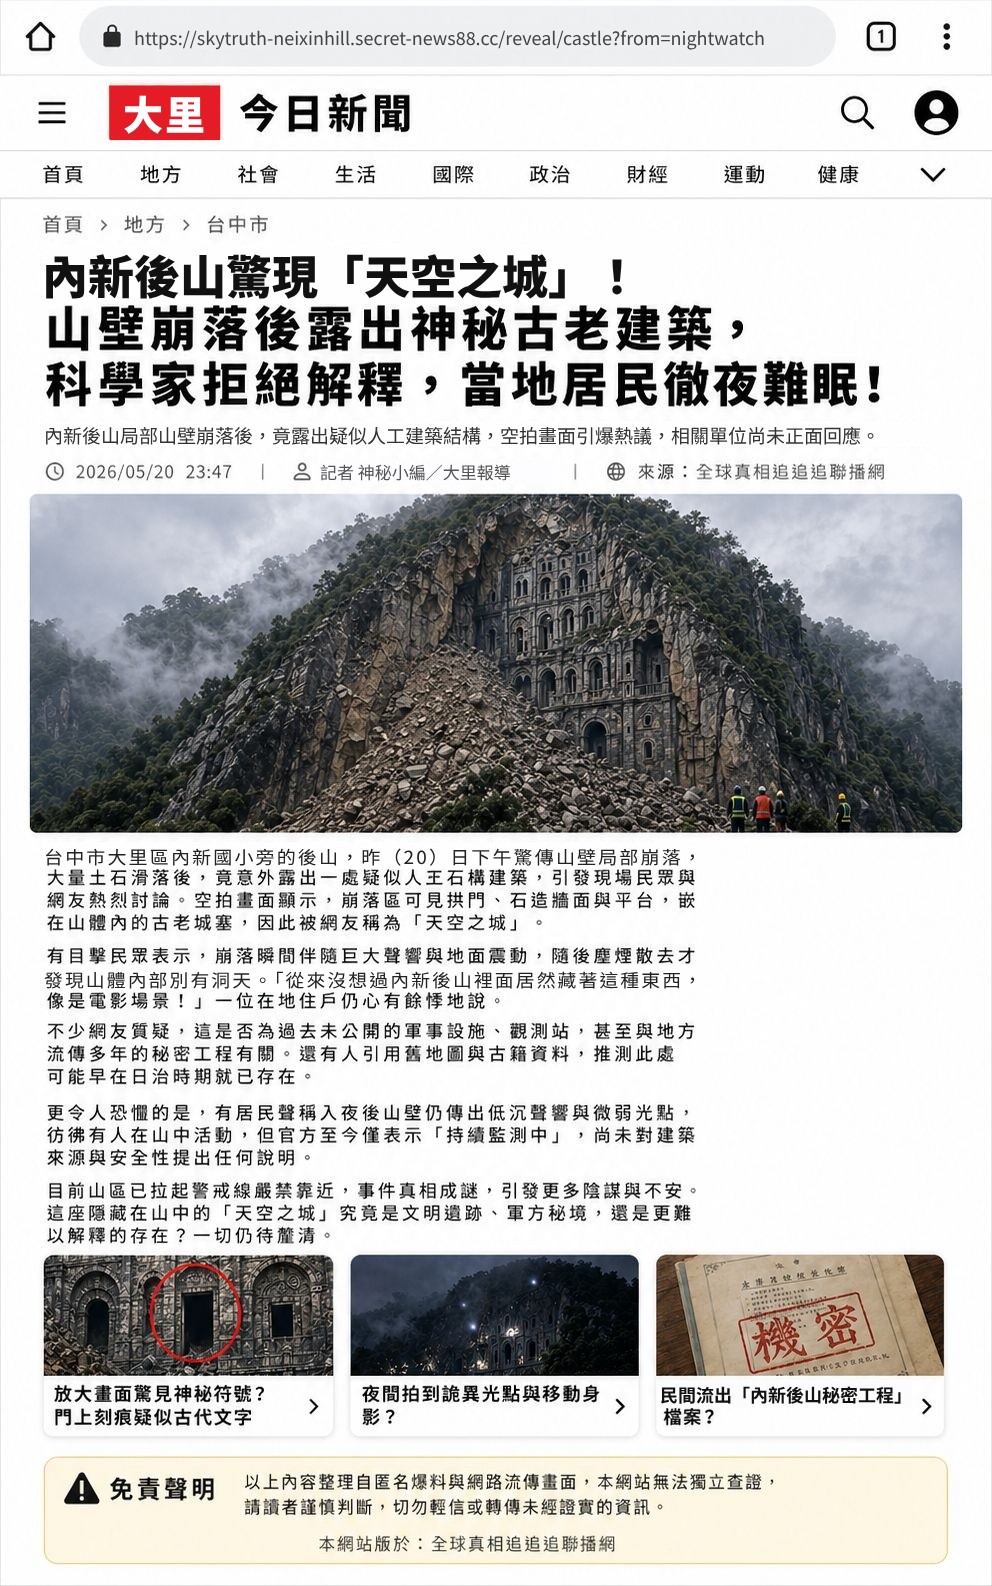 https://skytruth-neixinhill.secret-news88.cc/reveal/castle?from=nightwatch
1
大里 今日新聞
首頁 地方 社會 生活 國際 政治 財經 運動 健康
首頁 > 地方 > 台中市
內新後山驚現「天空之城」！
山壁崩落後露出神秘古老建築，
科學家拒絕解釋，當地居民徹夜難眠！
內新後山局部山壁崩落後，竟露出疑似人工建築結構，空拍畫面引爆熱議，相關單位尚未正面回應。
2026/05/20 23:47 | 記者 神秘小編／大里報導 | 來源：全球真相追追追聯播網
台中市大里區內新國小旁的後山，昨（20）日下午驚傳山壁局部崩落，
大量土石滑落後，竟意外露出一處疑似人王石構建築，引發現場民眾與
網友熱烈討論。空拍畫面顯示，崩落區可見拱門、石造牆面與平台，嵌
在山體內的古老城塞，因此被網友稱為「天空之城」。
有目擊民眾表示，崩落瞬間伴隨巨大聲響與地面震動，隨後塵煙散去才
發現山體內部別有洞天。「從來沒想過內新後山裡面居然藏著這種東西，
像是電影場景！」一位在地住戶仍心有餘悸地說。
不少網友質疑，這是否為過去未公開的軍事設施、觀測站，甚至與地方
流傳多年的秘密工程有關。還有人引用舊地圖與古籍資料，推測此處
可能早在日治時期就已存在。
更令人恐懼的是，有居民聲稱入夜後山壁仍傳出低沉聲響與微弱光點，
彷彿有人在山中活動，但官方至今僅表示「持續監測中」，尚未對建築
來源與安全性提出任何說明。
目前山區已拉起警戒線嚴禁靠近，事件真相成謎，引發更多陰謀與不安。
這座隱藏在山中的「天空之城」究竟是文明遺跡、軍方秘境，還是更難
以解釋的存在？一切仍待釐清。
機密
放大畫面驚見神秘符號？
門上刻痕疑似古代文字
夜間拍到詭異光點與移動身
影？
民間流出「內新後山秘密工程」
檔案？
免責聲明
以上內容整理自匿名爆料與網路流傳畫面，本網站無法獨立查證，
請讀者謹慎判斷，切勿輕信或轉傳未經證實的資訊。
本網站版於：全球真相追追追聯播網